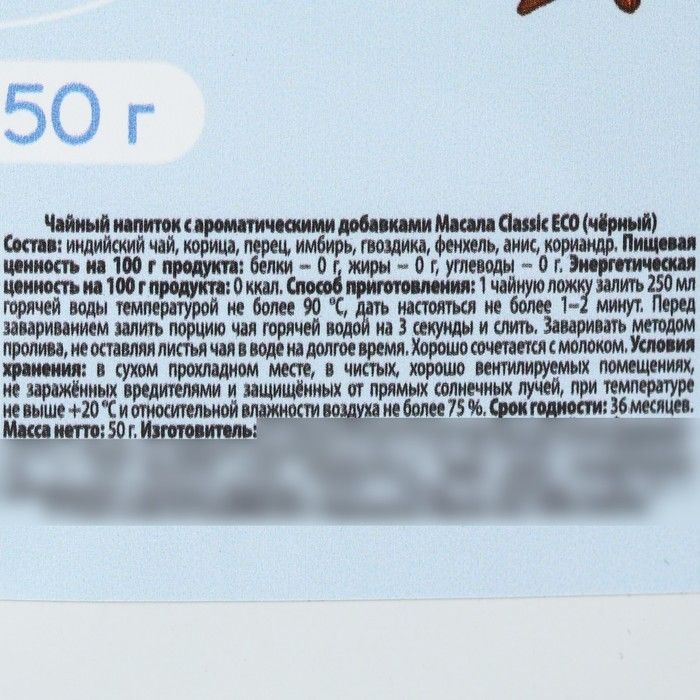 50 г
Чайный напиток с ароматическими добавками Масала Classic ECO (чёрный)
Состав: индийский чай, корица, перец, имбирь, гвоздика, фенхель, анис, кориандр. Пищевая
ценность на 100 г продукта: белки – 0 г, жиры – 0 г, углеводы – 0 г. Энергетическая
ценность на 100 г продукта: 0 ккал. Способ приготовления: 1 чайную ложку залить 250 мл
горячей воды температурой не более 90 °С, дать настояться не более 1–2 минут. Перед
завариванием залить порцию чая горячей водой на 3 секунды и слить. Заваривать методом
пролива, не оставляя листья чая в воде на долгое время. Хорошо сочетается с молоком. Условия
хранения: в сухом прохладном месте, в чистых, хорошо вентилируемых помещениях,
не заражённых вредителями и защищённых от прямых солнечных лучей, при температуре
не выше +20 °С и относительной влажности воздуха не более 75 %. Срок годности: 36 месяцев.
Масса нетто: 50 г. Изготовитель: